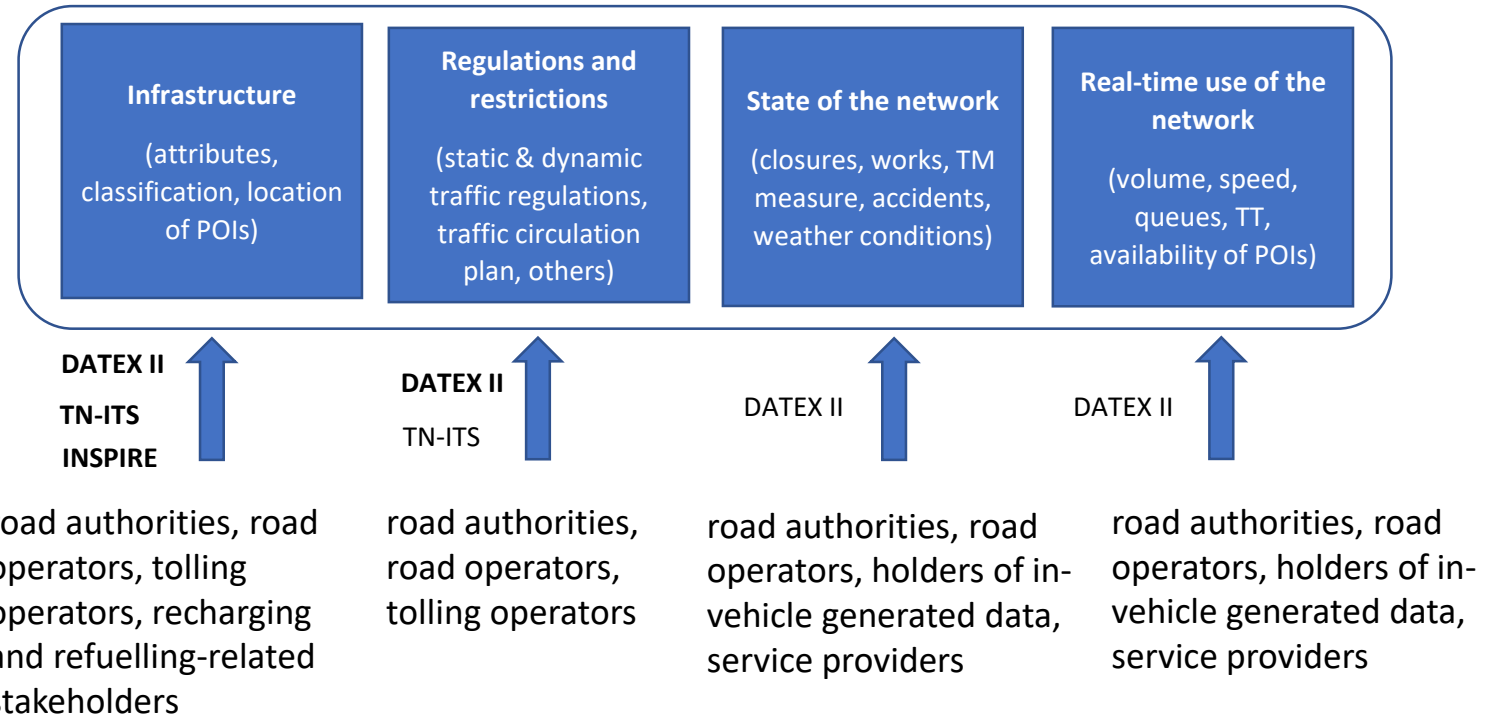 Infrastructure
(attributes,
classification, location
of POIs)
Regulations and
restrictions
(static & dynamic
traffic regulations,
traffic circulation
plan, others)
State of the network
(closures, works, TM
measure, accidents,
weather conditions)
Real-time use of the
network
(volume, speed,
queues, TT,
availability of POIs)
DATEX II
TN-ITS
INSPIRE
DATEX II
TN-ITS
DATEX II
DATEX II
oad authorities, road
operators, tolling
operators, recharging
and refuelling-related
stakeholders
road authorities,
road operators,
tolling operators
road authorities, road
operators, holders of in-
vehicle generated data,
service providers
road authorities, road
operators, holders of in-
vehicle generated data,
service providers